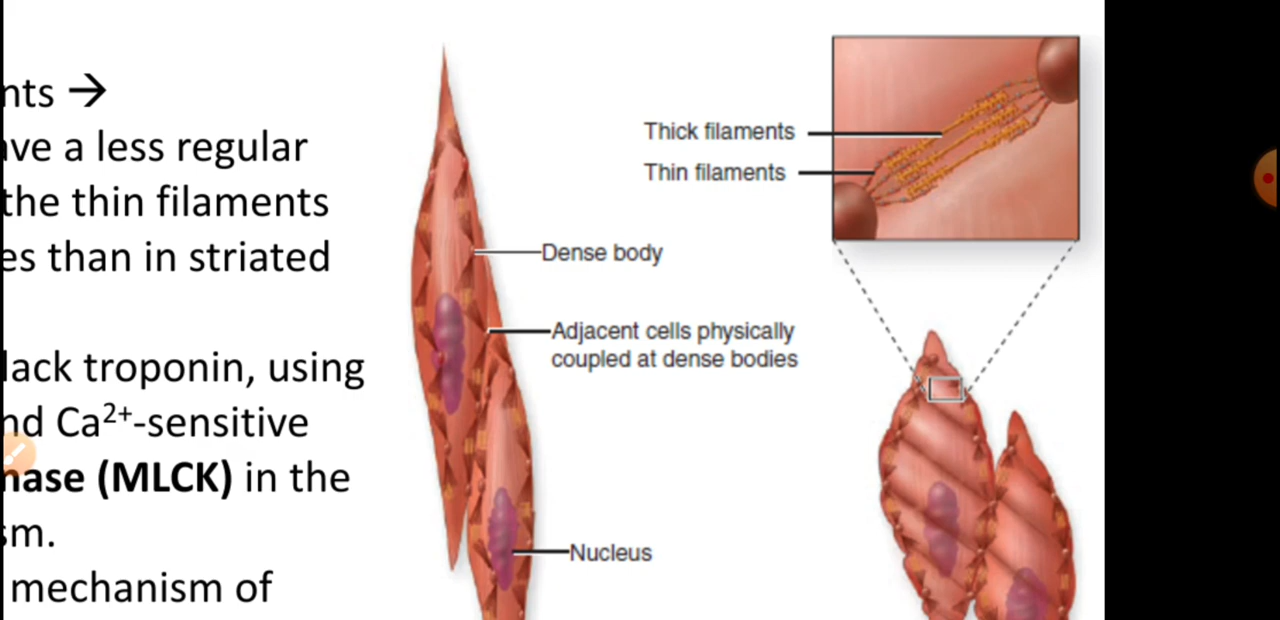 nts →
ve a less regular
the thin filaments
es than in striated
lack troponin, using
nd Ca²⁺-sensitive
nase (MLCK) in the
sm.
mechanism of
Thick filaments
Thin filaments
Dense body
Adjacent cells physically
coupled at dense bodies
Nucleus